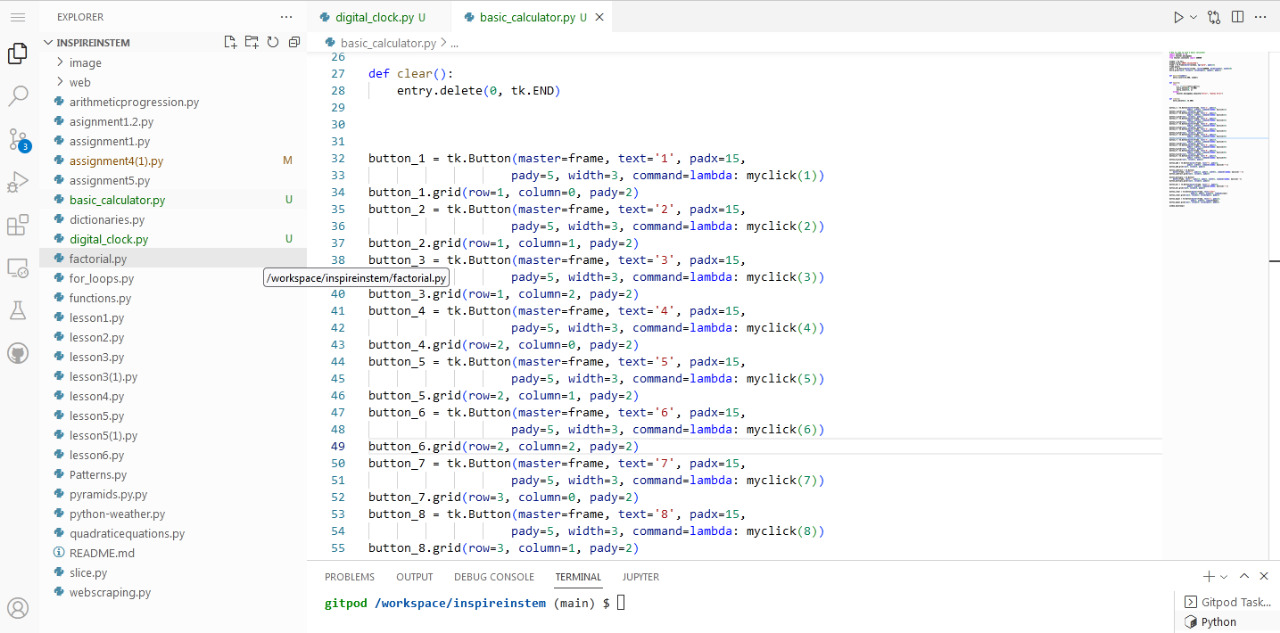 EXPLORER
INSPIREINSTEM
image
web
arithmeticprogression.py
asignment1.2.py
assignment1.py
assignment4(1).py M
assignment5.py
basic_calculator.py U
dictionaries.py
digital_clock.py U
factorial.py
for_loops.py
functions.py
lesson1.py
lesson2.py
lesson3.py
lesson3(1).py
lesson4.py
lesson5.py
lesson5(1).py
lesson6.py
Patterns.py
pyramids.py.py
python-weather.py
quadraticequations.py
README.md
slice.py
webscraping.py
3
/workspace/inspireinstem/factorial.py
digital_clock.py U basic_calculator.py U
basic_calculator.py > ...
26
27 def clear():
28 entry.delete(0, tk.END)
29
30
31
32 button_1 = tk.Button(master=frame, text='1', padx=15,
33 pady=5, width=3, command=lambda: myclick(1))
34 button_1.grid(row=1, column=0, pady=2)
35 button_2 = tk.Button(master=frame, text='2', padx=15,
36 pady=5, width=3, command=lambda: myclick(2))
37 button_2.grid(row=1, column=1, pady=2)
38 button_3 = tk.Button(master=frame, text='3', padx=15,
pady=5, width=3, command=lambda: myclick(3))
40 button_3.grid(row=1, column=2, pady=2)
41 button_4 = tk.Button(master=frame, text='4', padx=15,
42 pady=5, width=3, command=lambda: myclick(4))
43 button_4.grid(row=2, column=0, pady=2)
44 button_5 = tk.Button(master=frame, text='5', padx=15,
45 pady=5, width=3, command=lambda: myclick(5))
46 button_5.grid(row=2, column=1, pady=2)
47 button_6 = tk.Button(master=frame, text='6', padx=15,
48 pady=5, width=3, command=lambda: myclick(6))
49 button_6.grid(row=2, column=2, pady=2)
50 button_7 = tk.Button(master=frame, text='7', padx=15,
51 pady=5, width=3, command=lambda: myclick(7))
52 button_7.grid(row=3, column=0, pady=2)
53 button_8 = tk.Button(master=frame, text='8', padx=15,
54 pady=5, width=3, command=lambda: myclick(8))
55 button_8.grid(row=3, column=1, pady=2)
PROBLEMS OUTPUT DEBUG CONSOLE TERMINAL JUPYTER
gitpod /workspace/inspireinstem (main) $
Gitpod Task...
Python